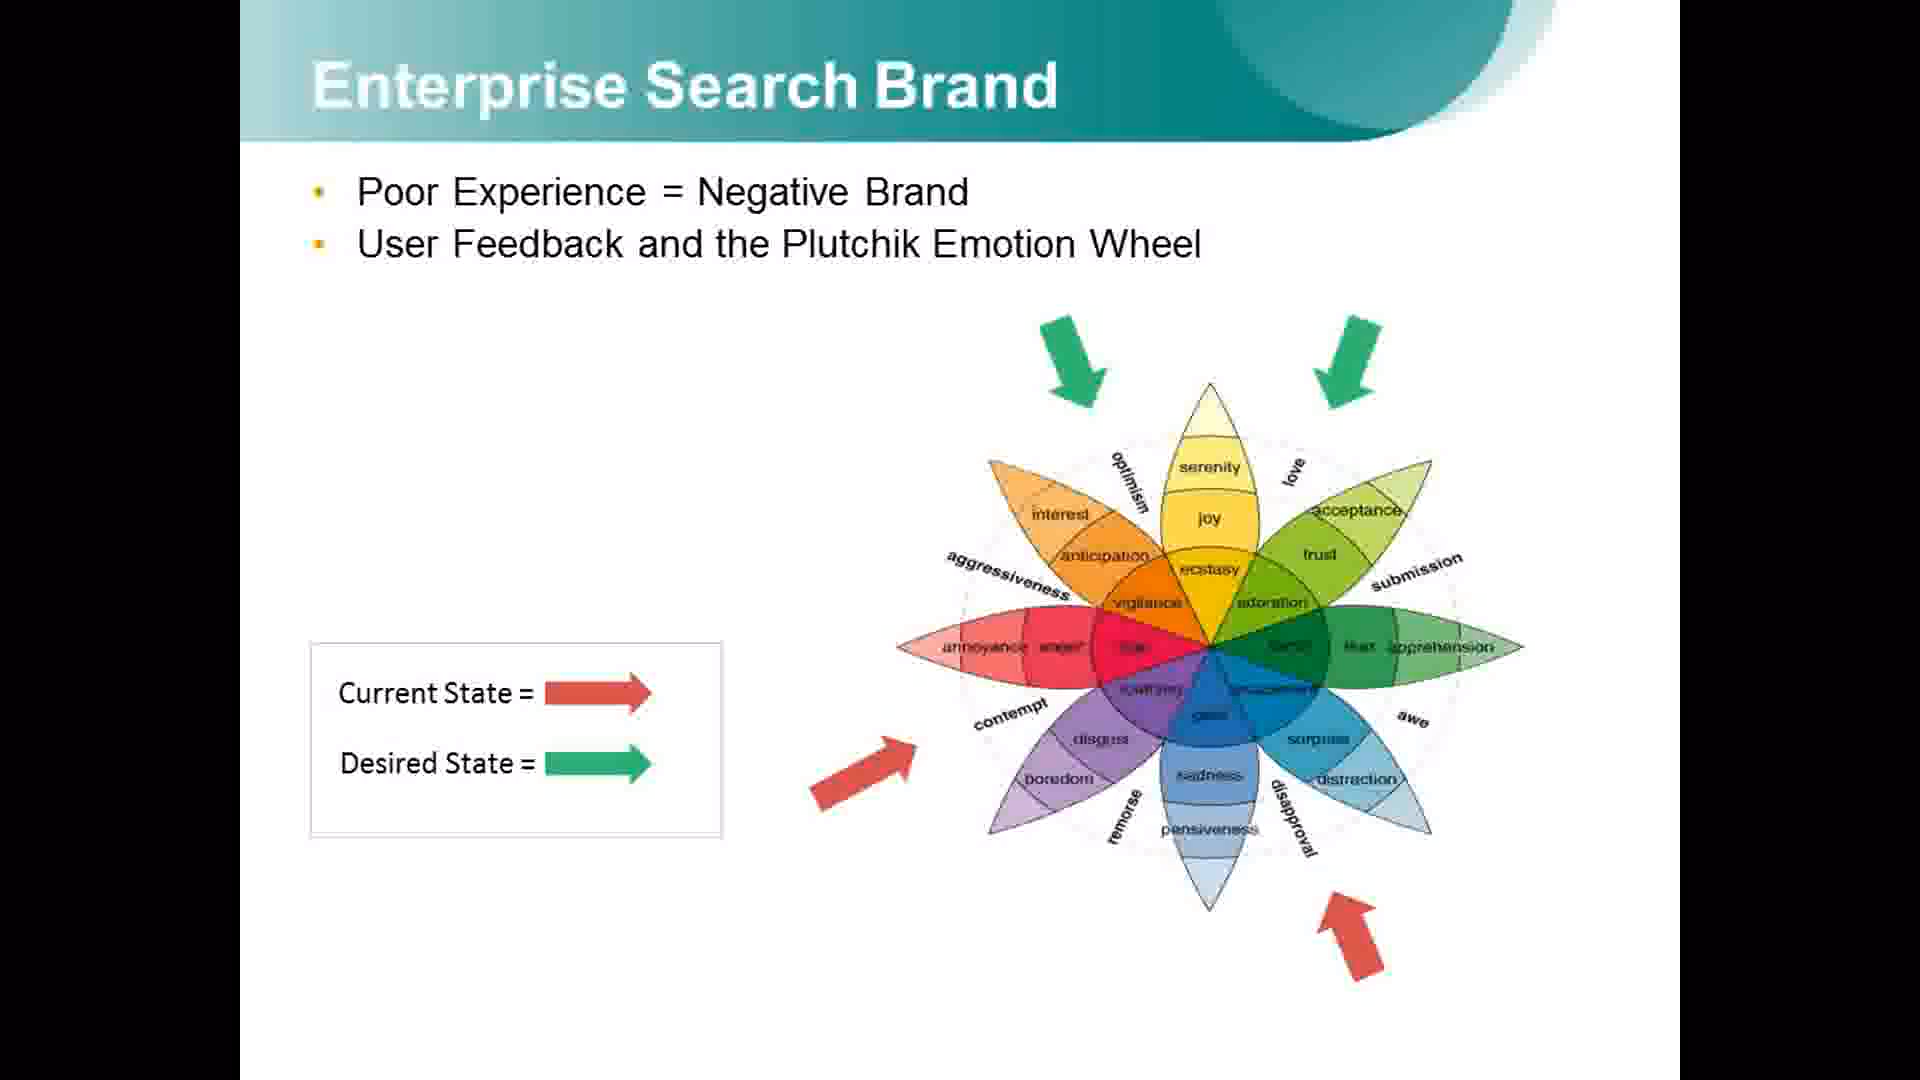 Enterprise Search Brand
• Poor Experience = Negative Brand
• User Feedback and the Plutchik Emotion Wheel
optimism
serenity
love
interest
joy
acceptance
anticipation
trust
aggressiveness
ecstasy
submission
vigilance
adoration
annoyance
anger
fear
apprehension
contempt
awe
disgust
surprise
boredom
sadness
distraction
remorse
pensiveness
disapproval
Current State =
Desired State =